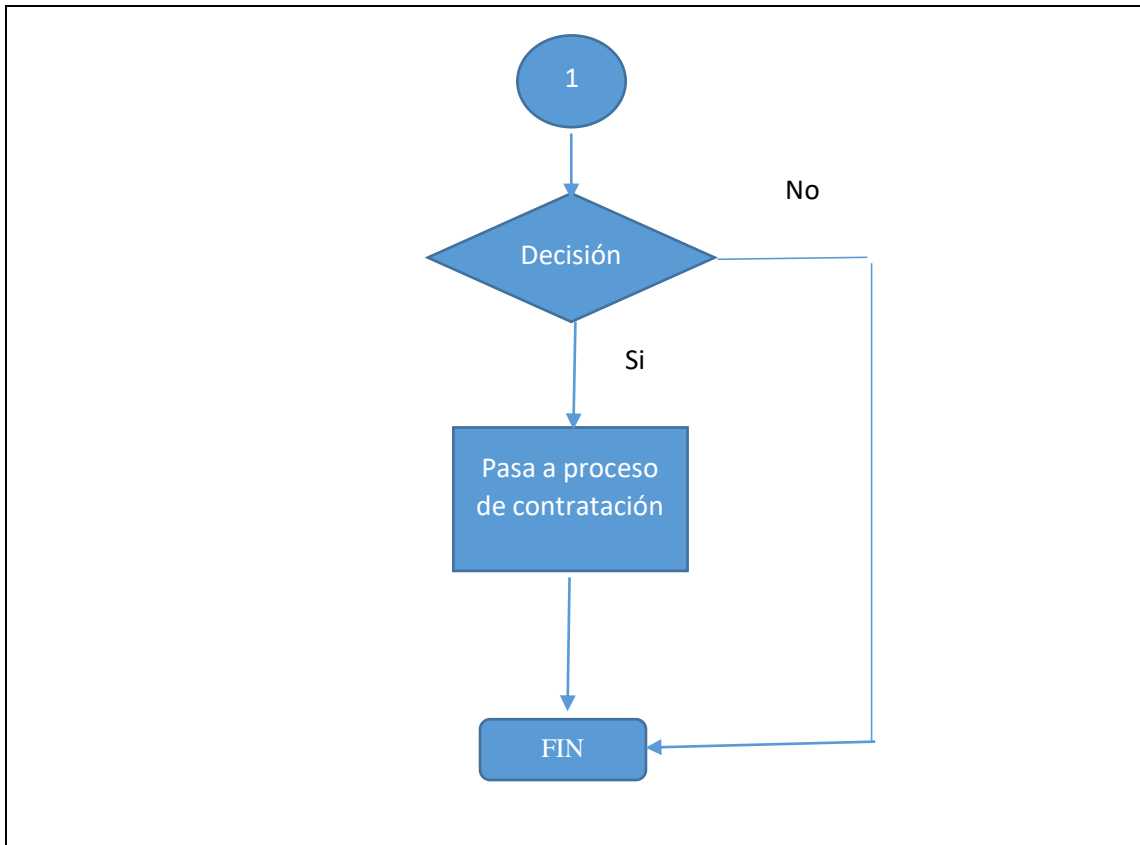 1
No
Decisión
Si
Pasa a proceso
de contratación
FIN